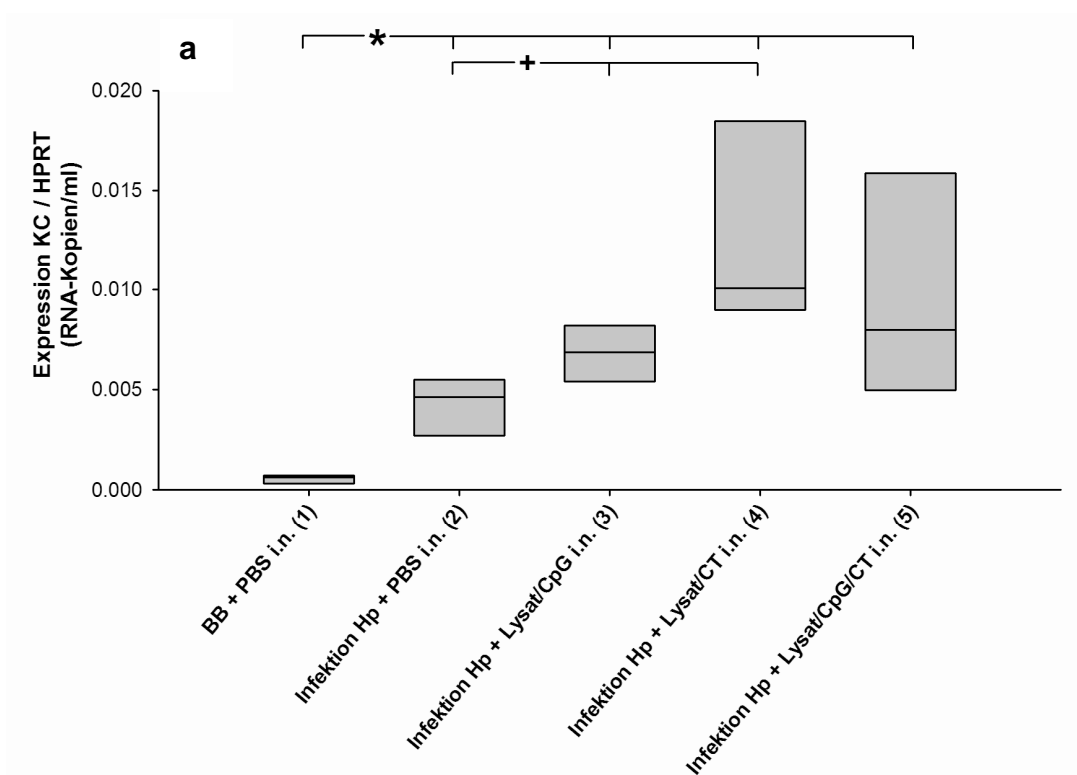 a
*
+
Expression KC / HPRT
(RNA-Kopien/ml)
0.020
0.015
0.010
0.005
0.000
BB + PBS i.n. (1)
Infektion Hp + PBS i.n. (2)
Infektion Hp + Lysat/CpG i.n. (3)
Infektion Hp + Lysat/CT i.n. (4)
Infektion Hp + Lysat/CpG/CT i.n. (5)